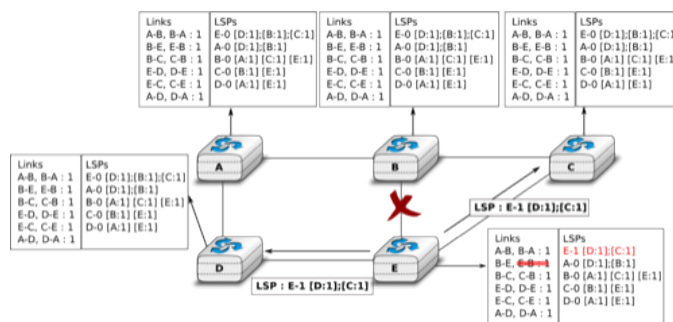 Links LSPs
A-B, B-A : 1 E-0 [D:1];[B:1];[C:1]
B-E, E-B : 1 A-0 [D:1];[B:1]
B-C, C-B : 1 B-0 [A:1] [C:1] [E:1]
E-D, D-E : 1 C-0 [B:1] [E:1]
E-C, C-E : 1 D-0 [A:1] [E:1]
A-D, D-A : 1
Links LSPs
A-B, B-A : 1 E-0 [D:1];[B:1];[C:1]
B-E, E-B : 1 A-0 [D:1];[B:1]
B-C, C-B : 1 B-0 [A:1] [C:1] [E:1]
E-D, D-E : 1 C-0 [B:1] [E:1]
E-C, C-E : 1 D-0 [A:1] [E:1]
A-D, D-A : 1
Links LSPs
A-B, B-A : 1 E-0 [D:1];[B:1];[C:1]
B-E, E-B : 1 A-0 [D:1];[B:1]
B-C, C-B : 1 B-0 [A:1] [C:1] [E:1]
E-D, D-E : 1 C-0 [B:1] [E:1]
E-C, C-E : 1 D-0 [A:1] [E:1]
A-D, D-A : 1
A
B
C
Links LSPs
A-B, B-A : 1 E-0 [D:1];[B:1];[C:1]
B-E, E-B : 1 A-0 [D:1];[B:1]
B-C, C-B : 1 B-0 [A:1] [C:1] [E:1]
E-D, D-E : 1 C-0 [B:1] [E:1]
E-C, C-E : 1 D-0 [A:1] [E:1]
A-D, D-A : 1
LSP : E-1 [D:1];[C:1]
D
E
LSP : E-1 [D:1];[C:1]
Links LSPs
A-B, B-A : 1 E-1 [D:1];[C:1]
B-E, E-B : 1 A-0 [D:1];[B:1]
B-C, C-B : 1 B-0 [A:1] [C:1] [E:1]
E-D, D-E : 1 C-0 [B:1] [E:1]
E-C, C-E : 1 D-0 [A:1] [E:1]
A-D, D-A : 1